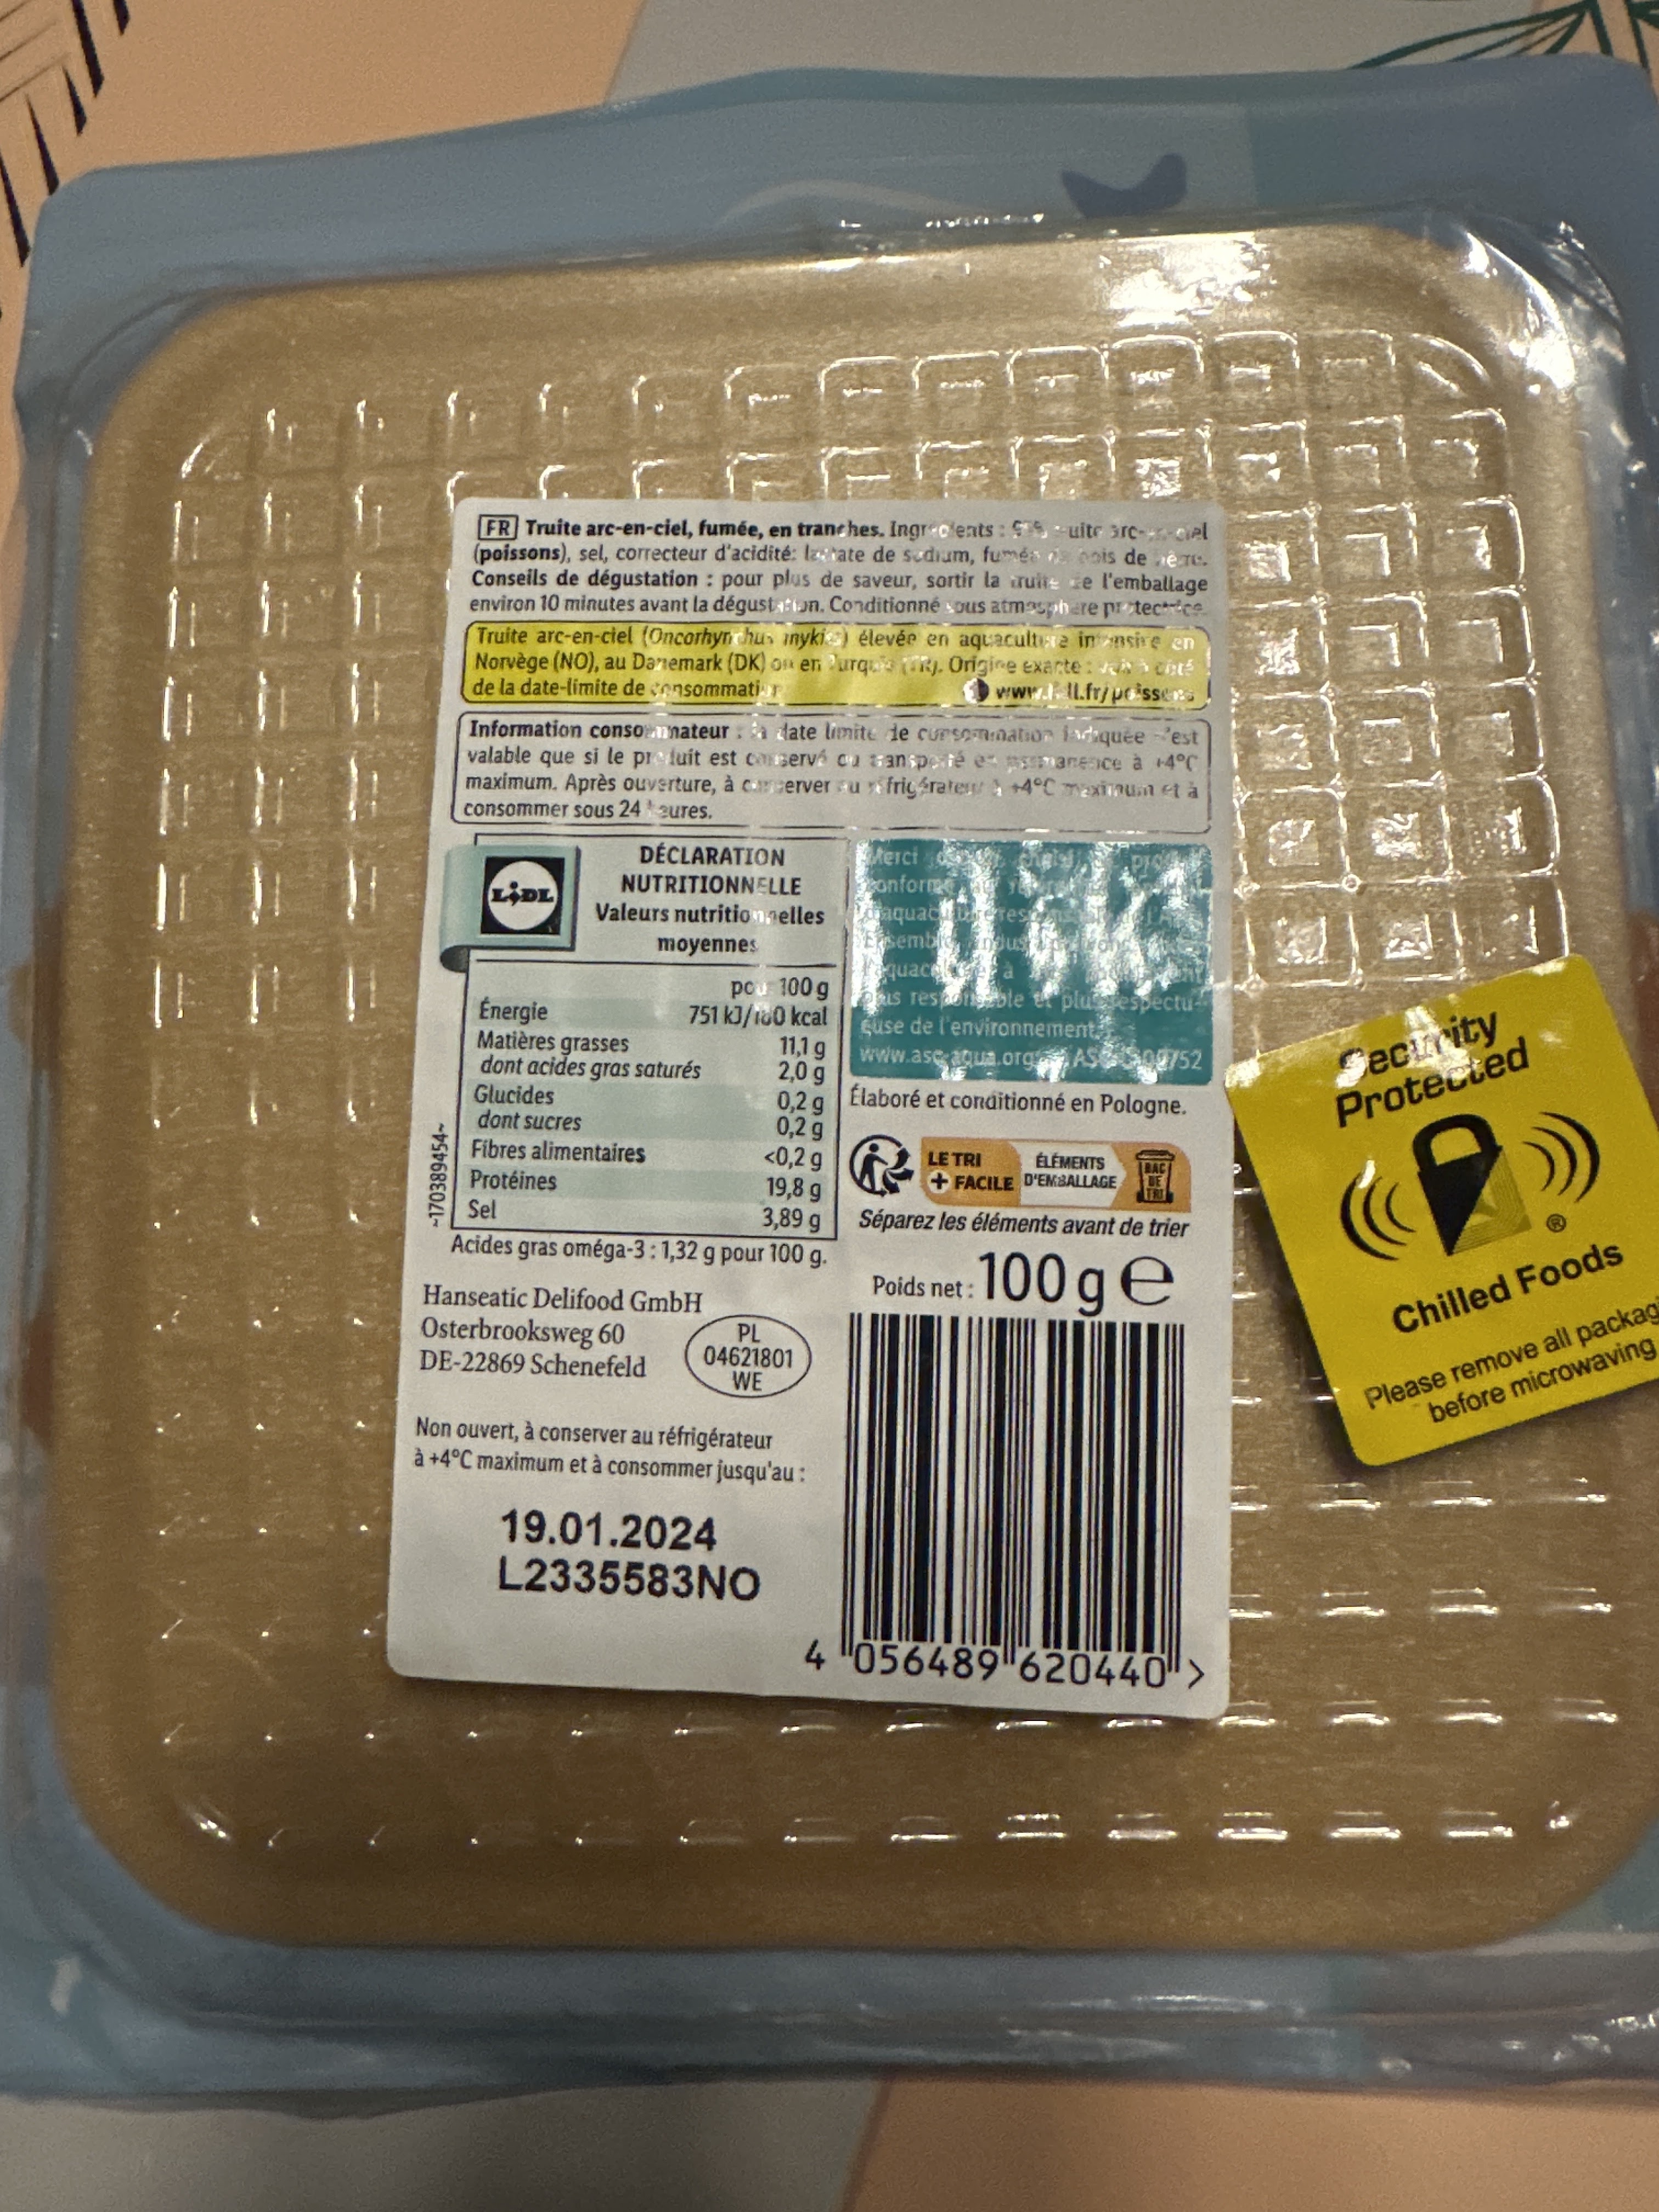 FR Truite arc-en-ciel, fumée, en tranches. Ingrédients : arc-en-ciel
(poissons), sel, correcteur d'acidité: lactate de sodium, fumée bois de
Conseils de dégustation : pour plus de saveur, sortir la truite de l'emballage
environ 10 minutes avant la dégustation. Conditionné sous atmosphère protectrice
Truite arc-en-ciel (Oncorhynchus mykiss) élevée en aquaculture intensive en
Norvège (NO), au Danemark (DK) ou en Turquie (TR). Origine exacte : voir à côté
de la date-limite de consommation
www.lidl.fr/poissons
Information consommateur : la date limite de consommation indiquée n'est
valable que si le produit est conservé ou transporté en permanence à +4°C
maximum. Après ouverture, à conserver au réfrigérateur à +4°C maximum et à
consommer sous 24 heures.
LIDL
DÉCLARATION
NUTRITIONNELLE
Valeurs nutritionnelles
moyennes
pour 100 g
Énergie 751 kJ/180 kcal
Matières grasses 11,1 g
dont acides gras saturés 2,0 g
Glucides 0,2 g
dont sucres 0,2 g
Fibres alimentaires <0,2 g
Protéines 19,8 g
Sel 3,89 g
Acides gras oméga-3 : 1,32 g pour 100 g.
~170389454~
Merci
plus responsable et plus respectu-
euse de l'environnement.
www.asc-aqua.org
Élaboré et conditionné en Pologne.
LE TRI
+ FACILE
ÉLÉMENTS
D'EMBALLAGE
BAC
DE
TRI
Séparez les éléments avant de trier
Poids net : 100 g e
Hanseatic Delifood GmbH
Osterbrooksweg 60
DE-22869 Schenefeld
PL
04621801
WE
Non ouvert, à conserver au réfrigérateur
à +4°C maximum et à consommer jusqu'au :
19.01.2024
L2335583NO
4 056489 620440 >
Security
Protected
®
Chilled Foods
Please remove all
before microwaving